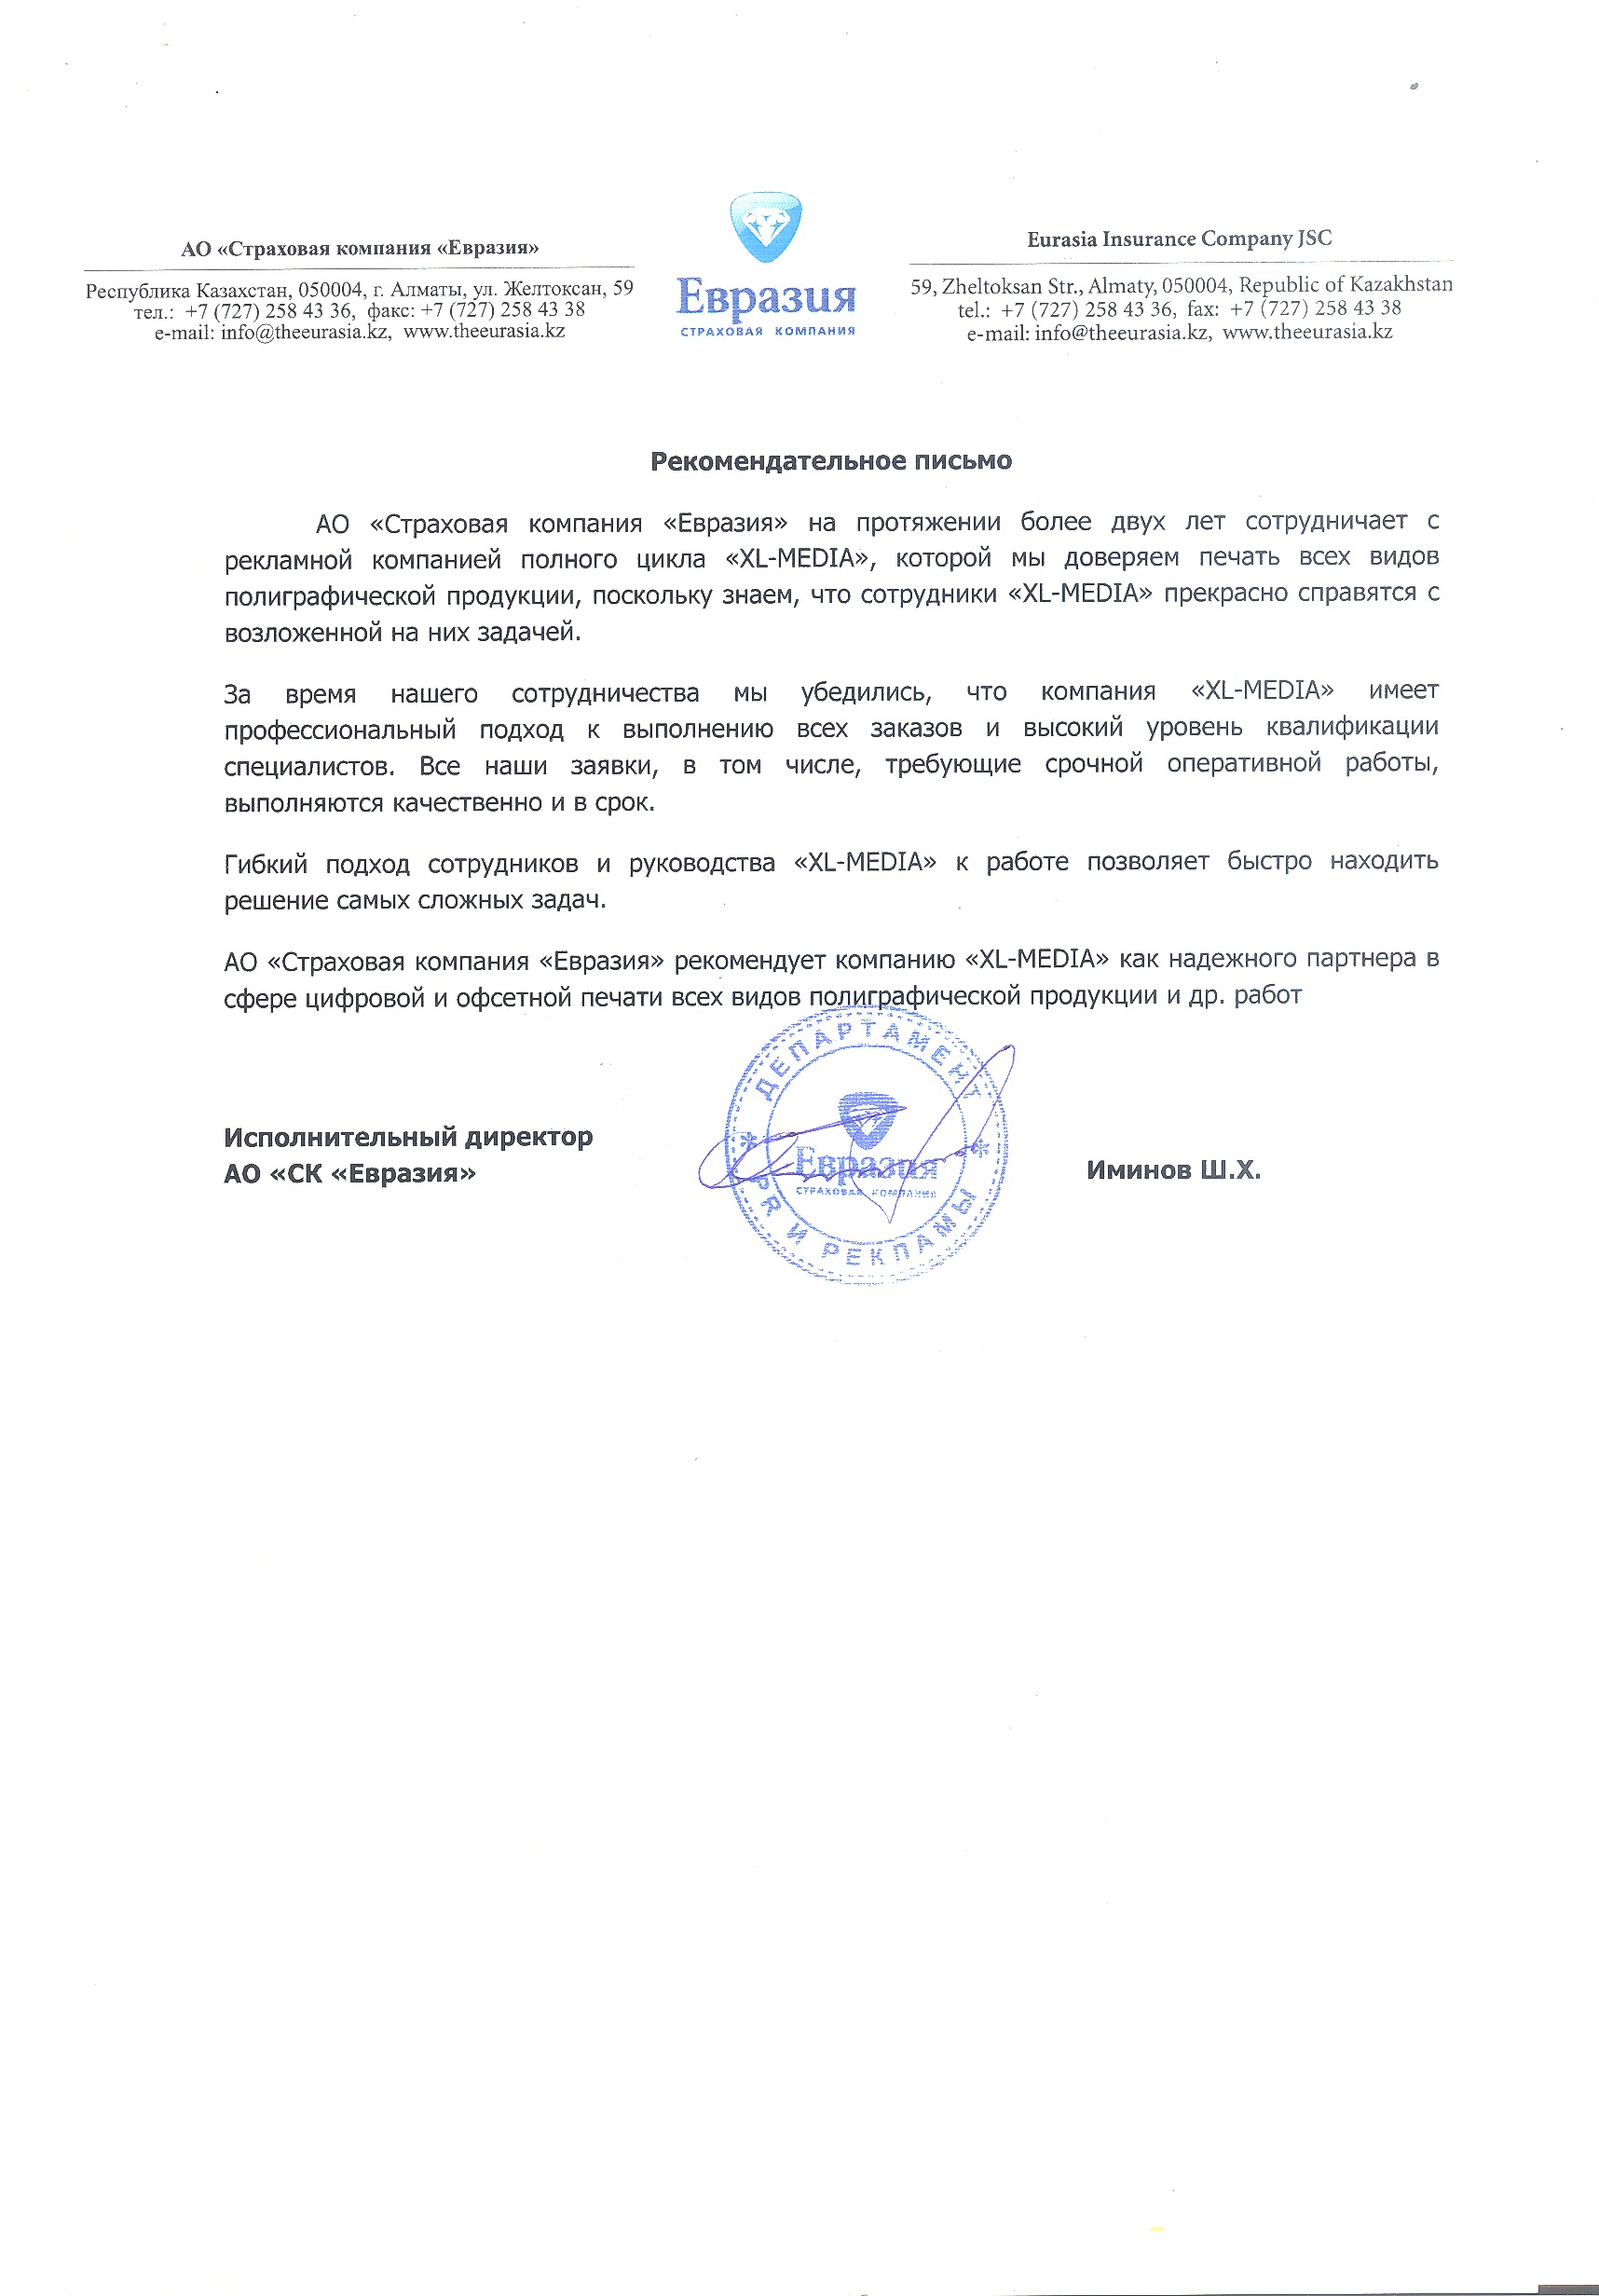 АО «Страховая компания «Евразия»
Республика Казахстан, 050004, г. Алматы, ул. Желтоксан, 59
тел.: +7 (727) 258 43 36, факс: +7 (727) 258 43 38
e-mail: info@theeurasia.kz, www.theeurasia.kz
Евразия
СТРАХОВАЯ КОМПАНИЯ
Eurasia Insurance Company JSC
59, Zheltoksan Str., Almaty, 050004, Republic of Kazakhstan
tel.: +7 (727) 258 43 36, fax: +7 (727) 258 43 38
e-mail: info@theeurasia.kz, www.theeurasia.kz
Рекомендательное письмо
АО «Страховая компания «Евразия» на протяжении более двух лет сотрудничает с
рекламной компанией полного цикла «XL-MEDIA», которой мы доверяем печать всех видов
полиграфической продукции, поскольку знаем, что сотрудники «XL-MEDIA» прекрасно справятся с
возложенной на них задачей.
За время нашего сотрудничества мы убедились, что компания «XL-MEDIA» имеет
профессиональный подход к выполнению всех заказов и высокий уровень квалификации
специалистов. Все наши заявки, в том числе, требующие срочной оперативной работы,
выполняются качественно и в срок.
Гибкий подход сотрудников и руководства «XL-MEDIA» к работе позволяет быстро находить
решение самых сложных задач.
АО «Страховая компания «Евразия» рекомендует компанию «XL-MEDIA» как надежного партнера в
сфере цифровой и офсетной печати всех видов полиграфической продукции и др. работ
Исполнительный директор
АО «СК «Евразия»
ДЕПАРТАМЕНТ
Евразия
СТРАХОВАЯ КОМПАНИЯ
PR И РЕКЛАМЫ
Иминов Ш.Х.